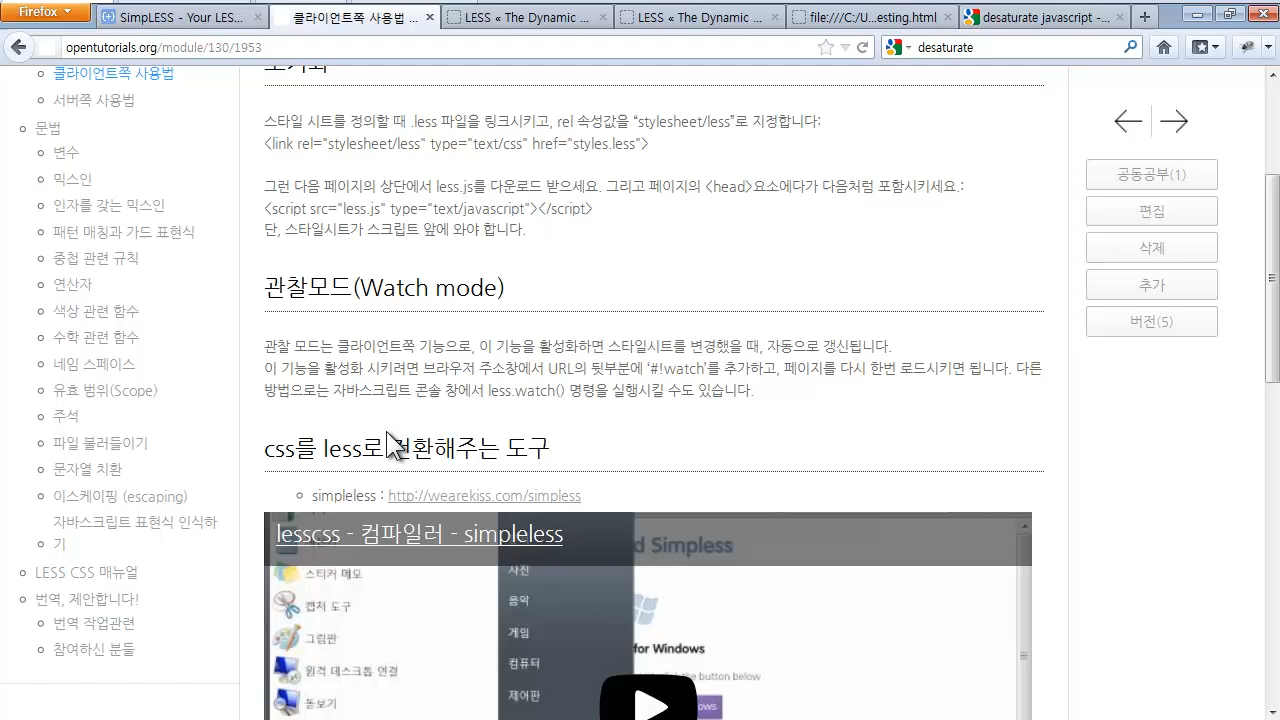 Firefox
SimpLESS - Your LES...
클라이언트쪽 사용법 ...
LESS « The Dynamic ...
LESS « The Dynamic ...
file:///C:/U...esting.html
desaturate javascript -...
opentutorials.org/module/130/1953
desaturate
클라이언트쪽 사용법
서버쪽 사용법
문법
변수
믹스인
인자를 갖는 믹스인
패턴 매칭과 가드 표현식
중첩 관련 규칙
연산자
색상 관련 함수
수학 관련 함수
네임 스페이스
유효 범위(Scope)
주석
파일 불러들이기
문자열 치환
이스케이핑 (escaping)
자바스크립트 표현식 인식하
기
LESS CSS 매뉴얼
번역, 제안합니다!
번역 작업관련
참여하신 분들
스타일 시트를 정의할 때 .less 파일을 링크시키고, rel 속성값을 “stylesheet/less”로 지정합니다:
<link rel="stylesheet/less" type="text/css" href="styles.less">
그런 다음 페이지의 상단에서 less.js를 다운로드 받으세요. 그리고 페이지의 <head>요소에다가 다음처럼 포함시키세요.:
<script src="less.js" type="text/javascript"></script>
단, 스타일시트가 스크립트 앞에 와야 합니다.
관찰모드(Watch mode)
관찰 모드는 클라이언트쪽 기능으로, 이 기능을 활성화하면 스타일시트를 변경했을 때, 자동으로 갱신됩니다.
이 기능을 활성화 시키려면 브라우저 주소창에서 URL의 뒷부분에 ‘#!watch’를 추가하고, 페이지를 다시 한번 로드시키면 됩니다. 다른
방법으로는 자바스크립트 콘솔 창에서 less.watch() 명령을 실행시킬 수도 있습니다.
css를 less로 전환해주는 도구
simpleless : http://wearekiss.com/simpless
lesscss - 컴파일러 - simpleless
d Simpless
스티커 메모
캡처 도구
그림판
원격 데스크톱 연결
돋보기
사진
음악
게임
컴퓨터
제어판
for Windows
ck the button below
공동공부(1)
편집
삭제
추가
버전(5)